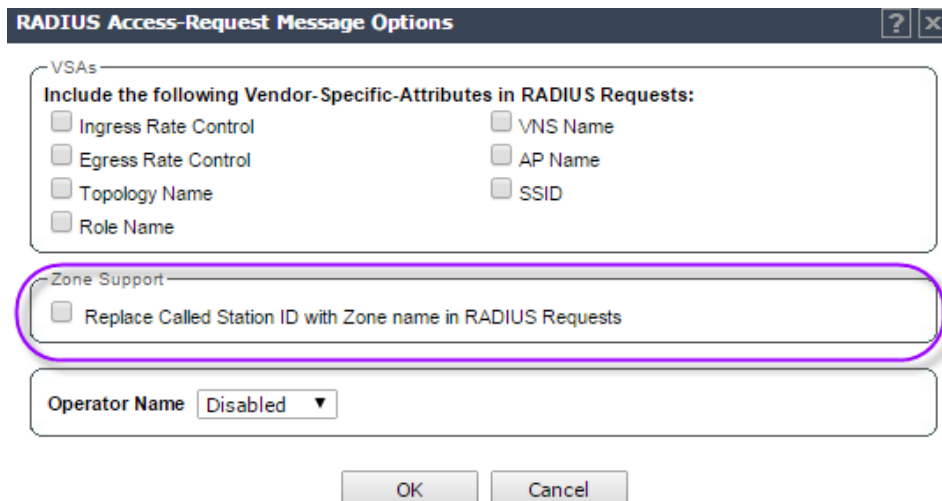 RADIUS Access-Request Message Options ? x
VSAs
Include the following Vendor-Specific-Attributes in RADIUS Requests:
Ingress Rate Control VNS Name
Egress Rate Control AP Name
Topology Name SSID
Role Name
Zone Support
Replace Called Station ID with Zone name in RADIUS Requests
Operator Name Disabled ▼
OK Cancel